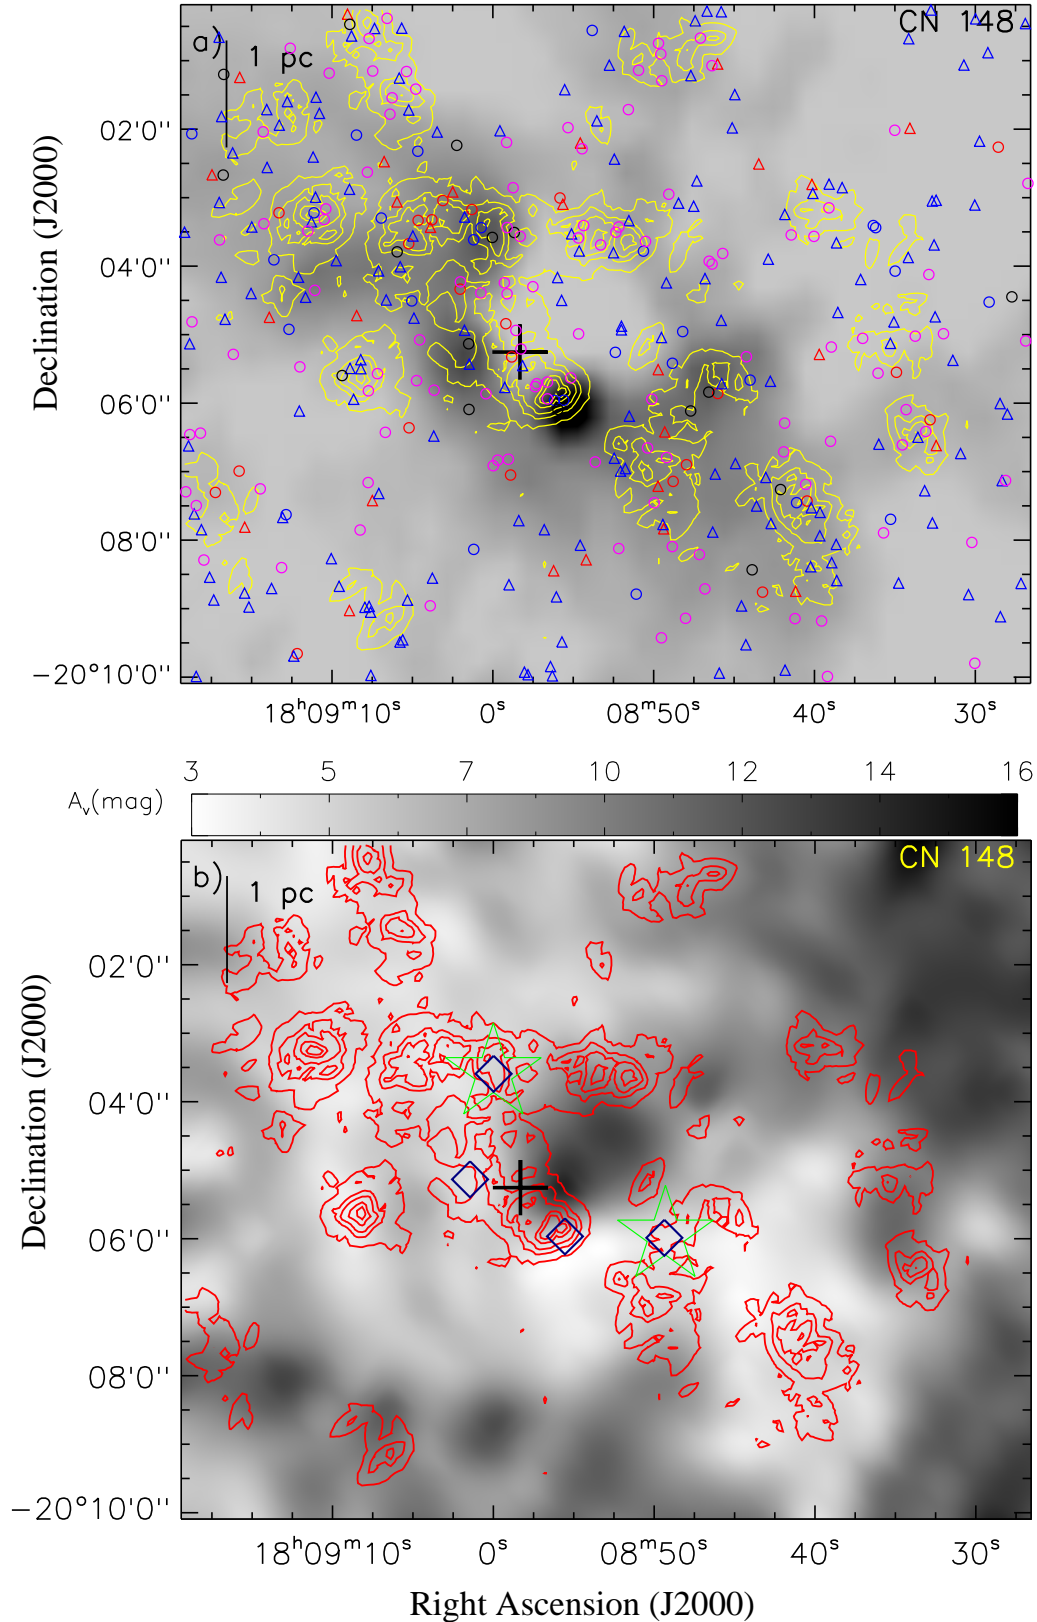 a)
CN 148
1 pc
02'0''
04'0''
06'0''
08'0''
−20°10'0''
Declination (J2000)
18ʰ09ᵐ10ˢ 0ˢ 08ᵐ50ˢ 40ˢ 30ˢ
3 5 7 10 12 14 16
Aᵥ(mag)
b)
CN 148
1 pc
02'0''
04'0''
06'0''
08'0''
−20°10'0''
Declination (J2000)
18ʰ09ᵐ10ˢ 0ˢ 08ᵐ50ˢ 40ˢ 30ˢ
Right Ascension (J2000)